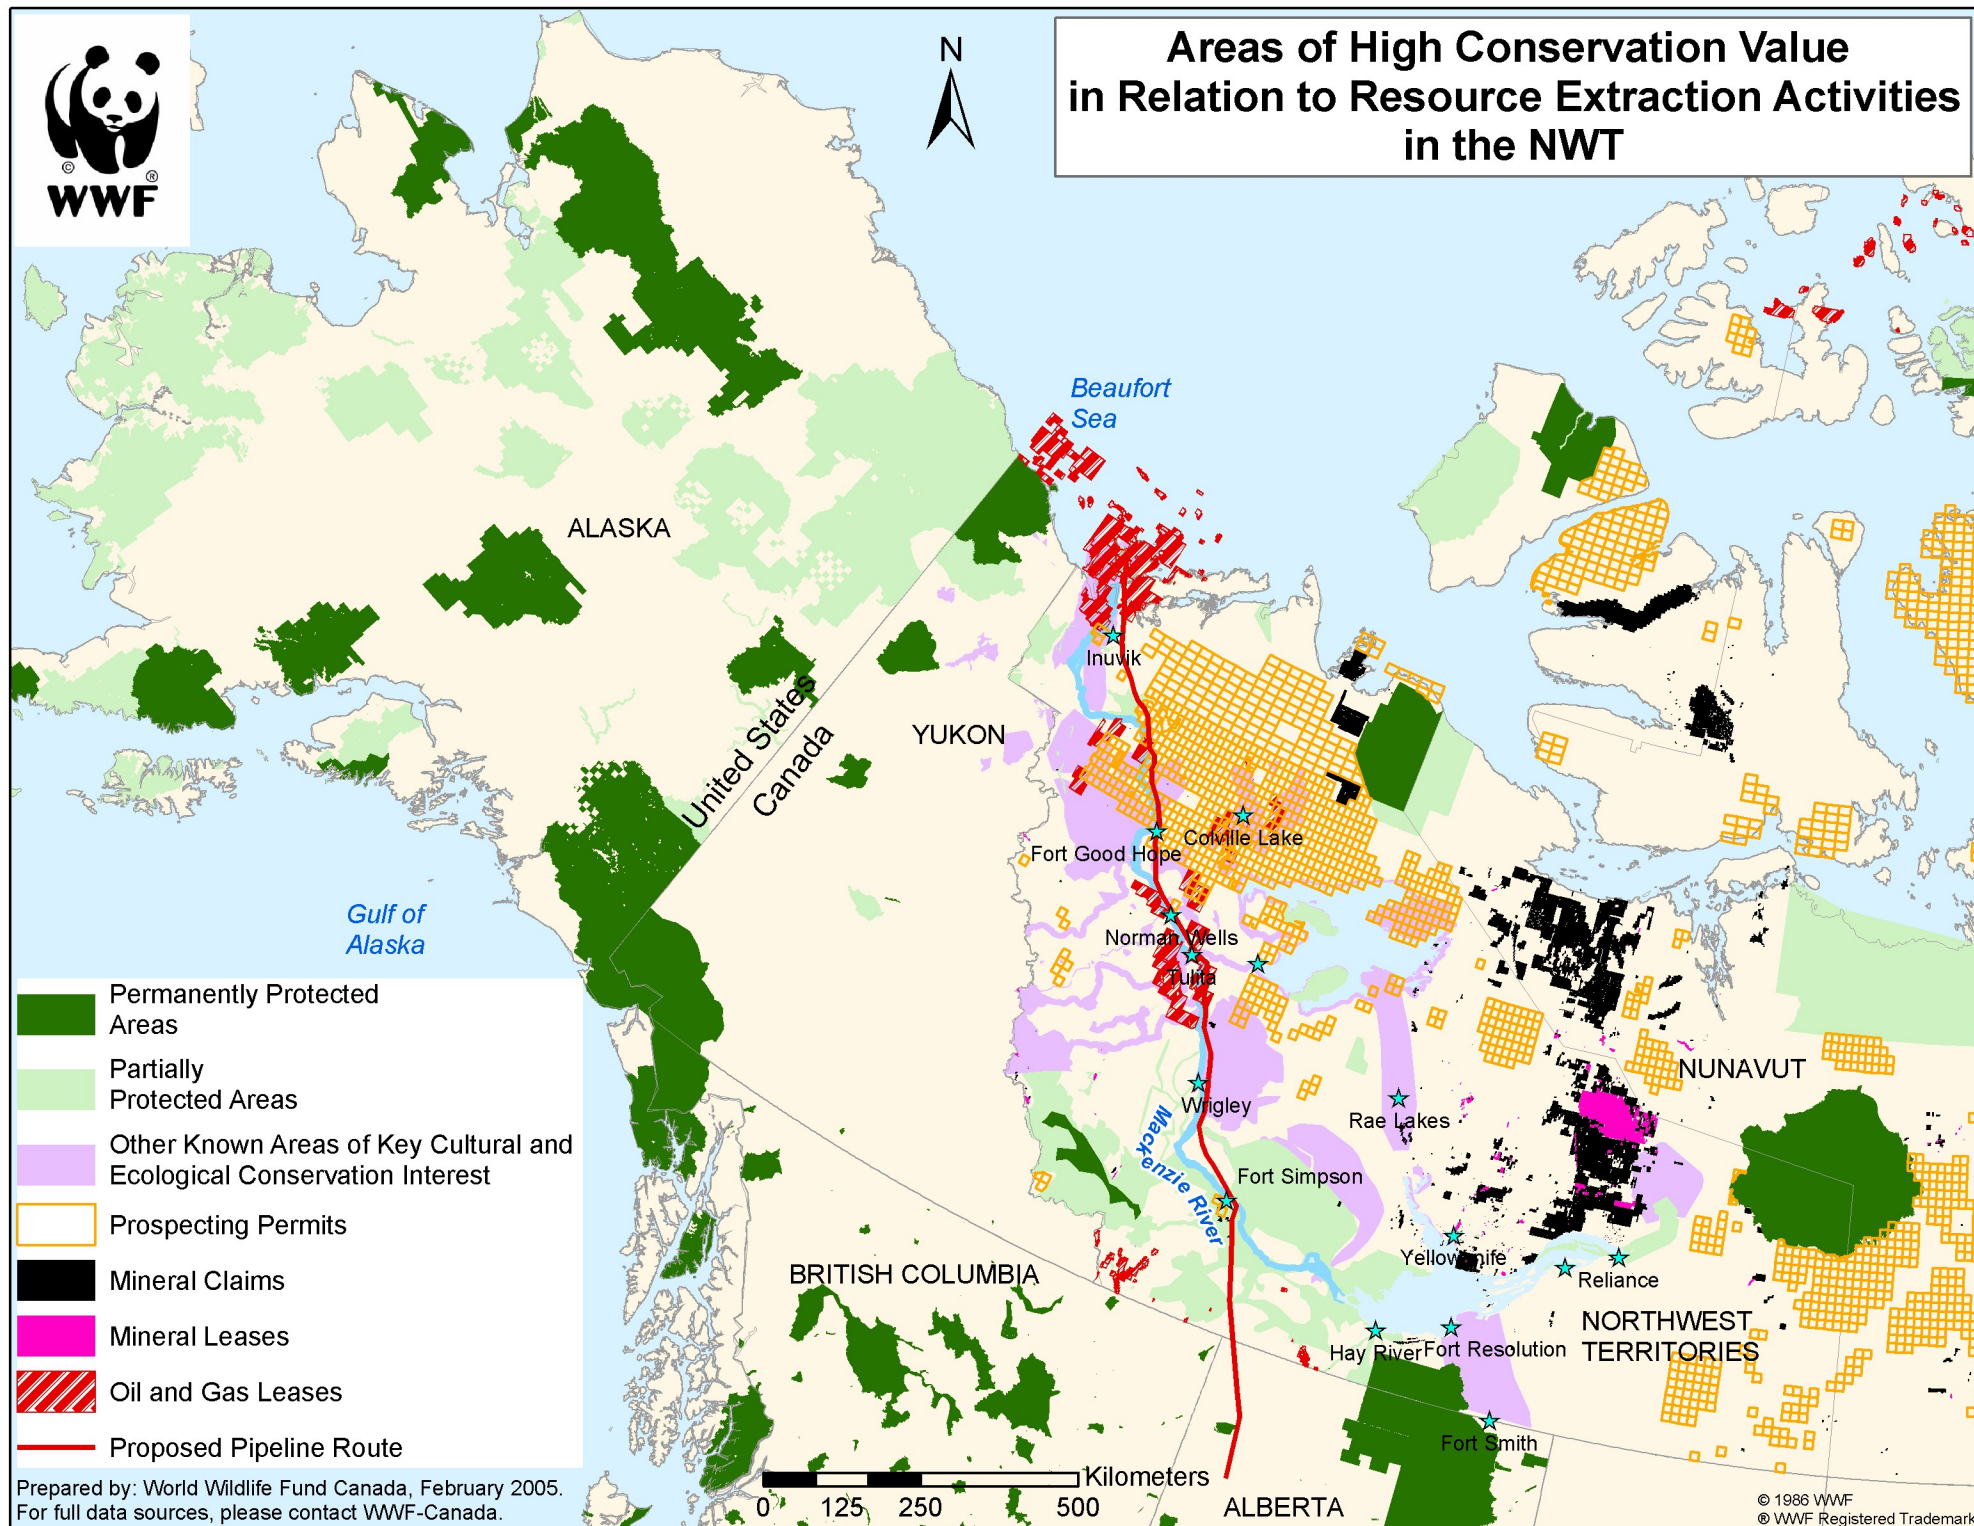 Areas of High Conservation Value
in Relation to Resource Extraction Activities
in the NWT
N
©
®
WWF
Beaufort
Sea
ALASKA
Inuvik
United States
Canada
YUKON
Colville Lake
Fort Good Hope
Gulf of
Alaska
Norman Wells
Tulita
NUNAVUT
Wrigley
Rae Lakes
Mackenzie River
Fort Simpson
Yellowknife
Reliance
BRITISH COLUMBIA
NORTHWEST
TERRITORIES
Hay River
Fort Resolution
Fort Smith
ALBERTA
Permanently Protected
Areas
Partially
Protected Areas
Other Known Areas of Key Cultural and
Ecological Conservation Interest
Prospecting Permits
Mineral Claims
Mineral Leases
Oil and Gas Leases
Proposed Pipeline Route
Prepared by: World Wildlife Fund Canada, February 2005.
For full data sources, please contact WWF-Canada.
Kilometers
0 125 250 500
© 1986 WWF
® WWF Registered Trademark